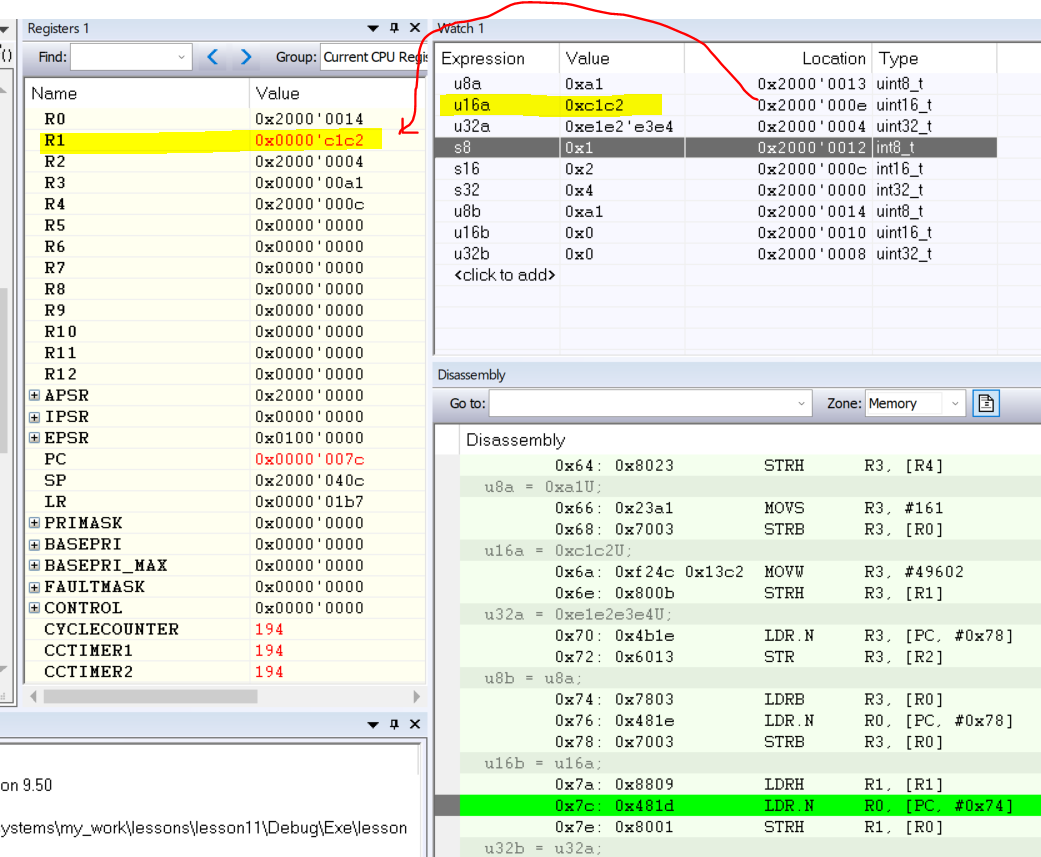 Registers 1
Find:
Group: Current CPU Regis
Name Value
R0 0x2000'0014
R1 0x0000'c1c2
R2 0x2000'0004
R3 0x0000'00a1
R4 0x2000'000c
R5 0x0000'0000
R6 0x0000'0000
R7 0x0000'0000
R8 0x0000'0000
R9 0x0000'0000
R10 0x0000'0000
R11 0x0000'0000
R12 0x0000'0000
APSR 0x2000'0000
IPSR 0x0000'0000
EPSR 0x0100'0000
PC 0x0000'007c
SP 0x2000'040c
LR 0x0000'01b7
PRIMASK 0x0000'0000
BASEPRI 0x0000'0000
BASEPRI_MAX 0x0000'0000
FAULTMASK 0x0000'0000
CONTROL 0x0000'0000
CYCLECOUNTER 194
CCTIMER1 194
CCTIMER2 194
on 9.50
ystems\my_work\lessons\lesson11\Debug\Exe\lesson
Watch 1
Expression Value Location Type
u8a 0xa1 0x2000'0013 uint8_t
u16a 0xc1c2 0x2000'000e uint16_t
u32a 0xe1e2'e3e4 0x2000'0004 uint32_t
s8 0x1 0x2000'0012 int8_t
s16 0x2 0x2000'000c int16_t
s32 0x4 0x2000'0000 int32_t
u8b 0xa1 0x2000'0014 uint8_t
u16b 0x0 0x2000'0010 uint16_t
u32b 0x0 0x2000'0008 uint32_t
<click to add>
Disassembly
Go to:
Zone: Memory
Disassembly
0x64: 0x8023 STRH R3, [R4]
u8a = 0xa1U;
0x66: 0x23a1 MOVS R3, #161
0x68: 0x7003 STRB R3, [R0]
u16a = 0xc1c2U;
0x6a: 0xf24c 0x13c2 MOVW R3, #49602
0x6e: 0x800b STRH R3, [R1]
u32a = 0xe1e2e3e4U;
0x70: 0x4b1e LDR.N R3, [PC, #0x78]
0x72: 0x6013 STR R3, [R2]
u8b = u8a;
0x74: 0x7803 LDRB R3, [R0]
0x76: 0x481e LDR.N R0, [PC, #0x78]
0x78: 0x7003 STRB R3, [R0]
u16b = u16a;
0x7a: 0x8809 LDRH R1, [R1]
0x7c: 0x481d LDR.N R0, [PC, #0x74]
0x7e: 0x8001 STRH R1, [R0]
u32b = u32a;